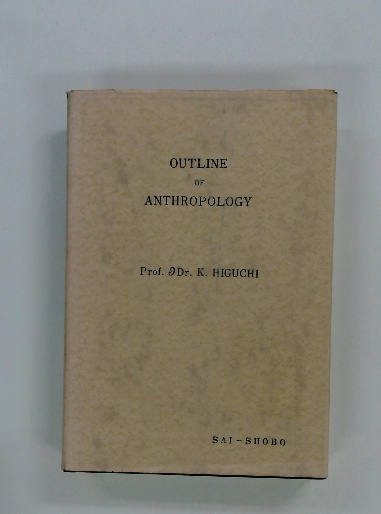 OUTLINE
OF
ANTHROPOLOGY
Prof. ∂Dr. K. HIGUCHI
SAI-SHOBO